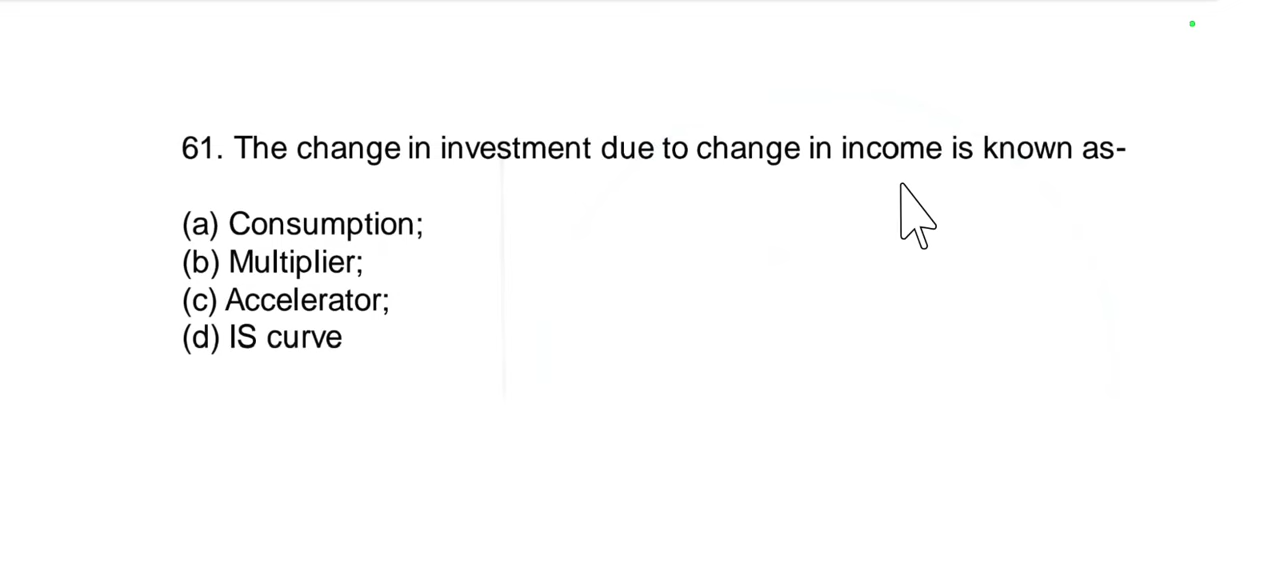 61. The change in investment due to change in income is known as-
(a) Consumption;
(b) Multiplier;
(c) Accelerator;
(d) IS curve